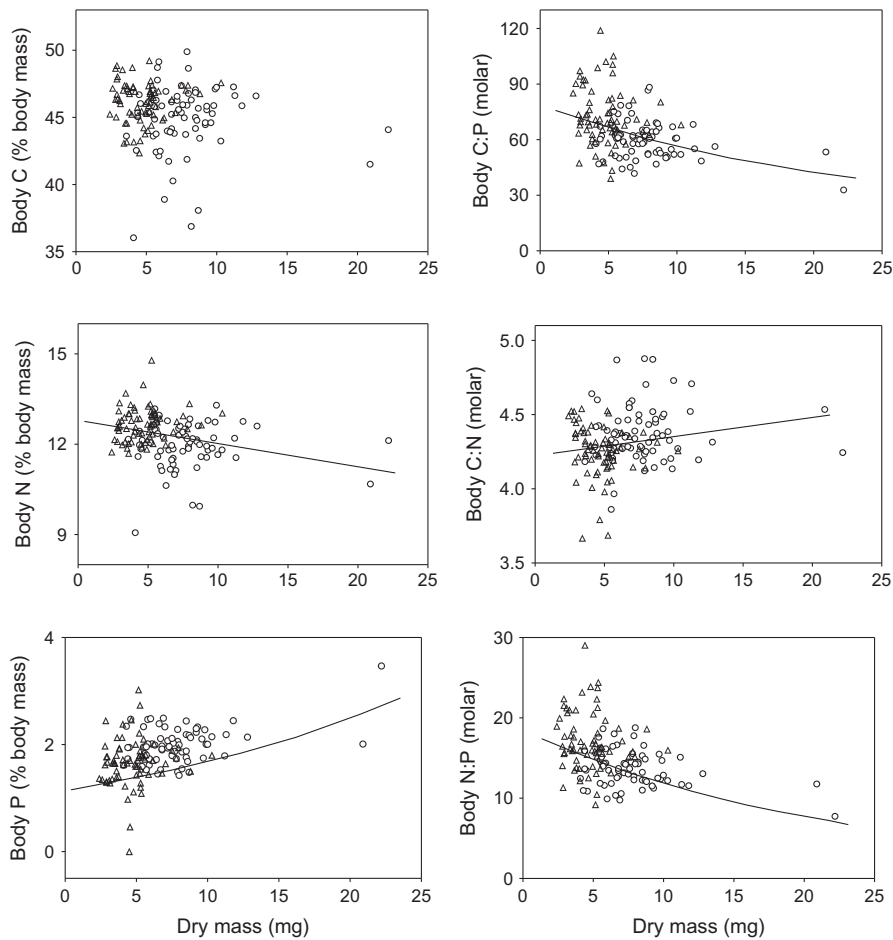 Body C (% body mass)
50
45
40
35
0 5 10 15 20 25
Body C:P (molar)
120
90
60
30
0
0 5 10 15 20 25
Body N (% body mass)
15
12
9
0 5 10 15 20 25
Body C:N (molar)
5.0
4.5
4.0
3.5
0 5 10 15 20 25
Body P (% body mass)
4
2
0
0 5 10 15 20 25
Dry mass (mg)
Body N:P (molar)
30
20
15
10
0
0 5 10 15 20 25
Dry mass (mg)